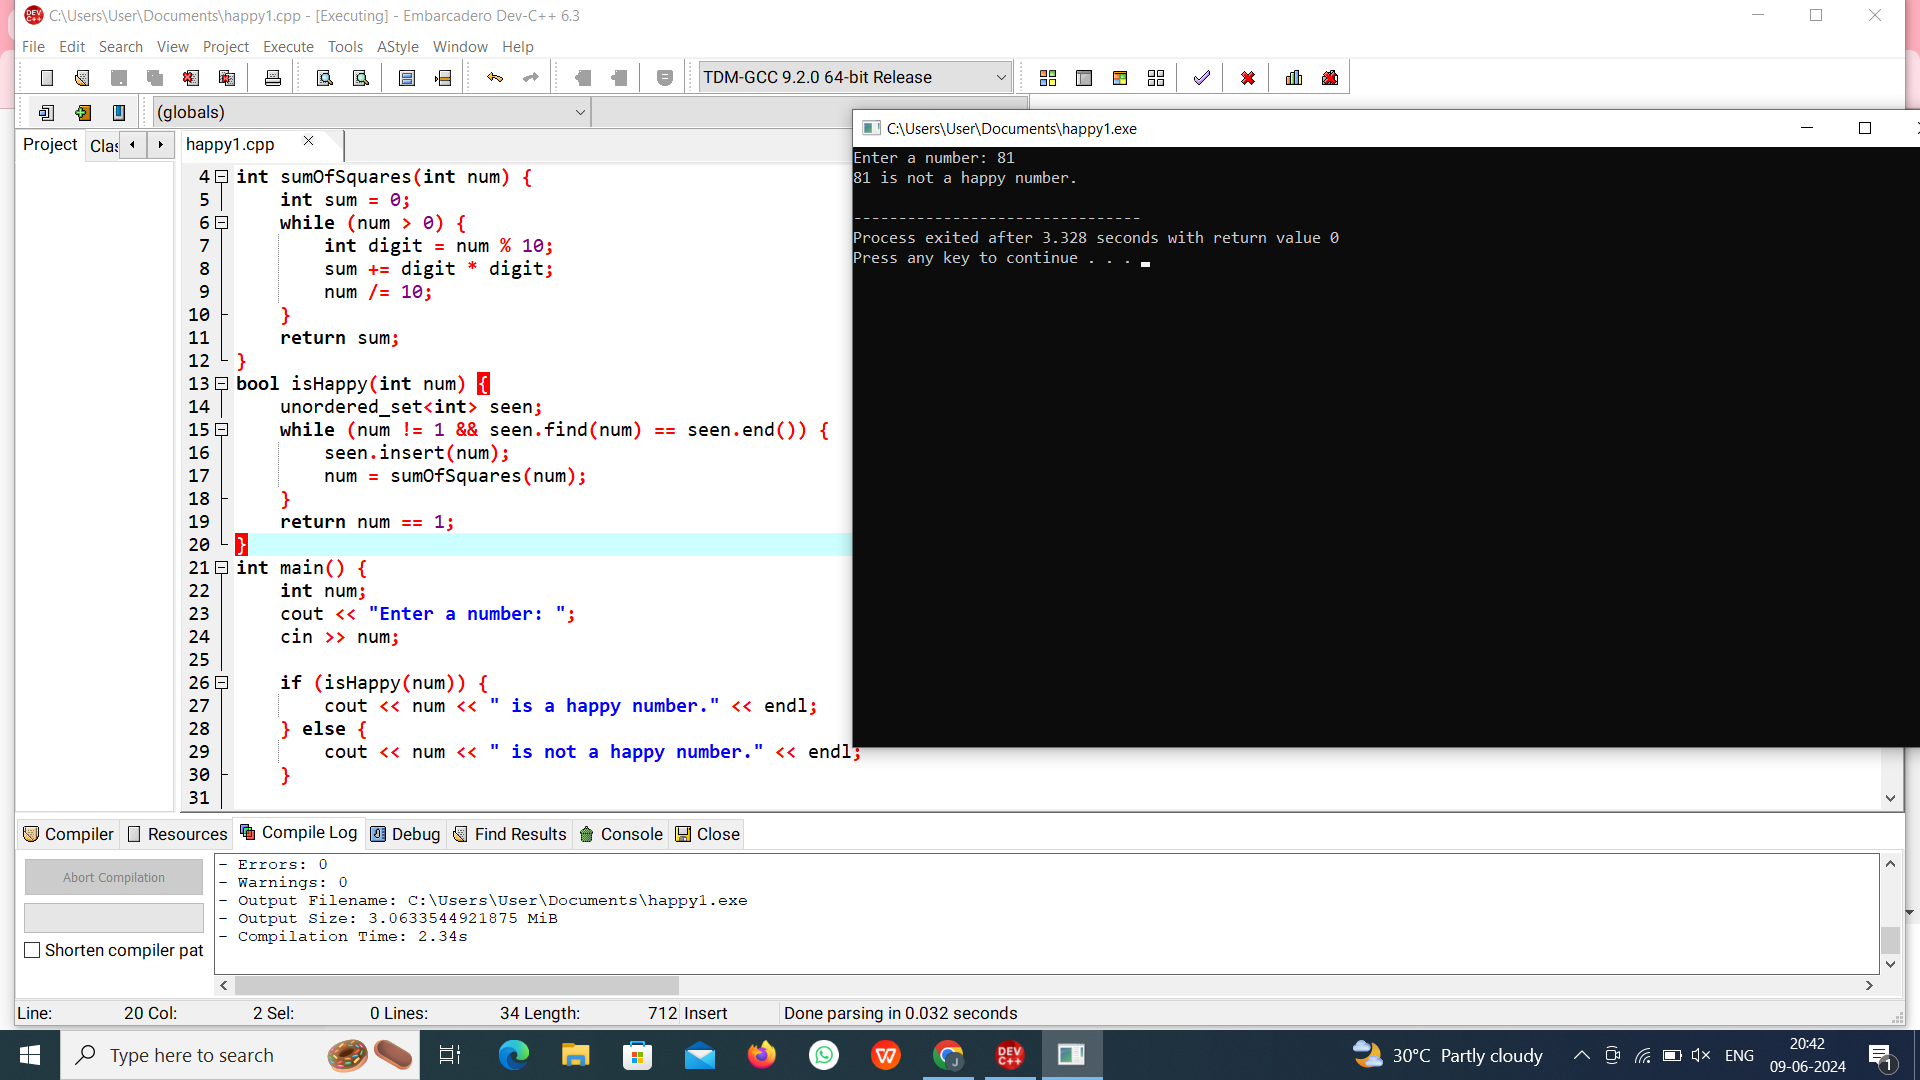 C:\Users\User\Documents\happy1.cpp - [Executing] - Embarcadero Dev-C++ 6.3
File Edit Search View Project Execute Tools AStyle Window Help
TDM-GCC 9.2.0 64-bit Release
(globals)
Project Clas
happy1.cpp
4 int sumOfSquares(int num) {
5 int sum = 0;
6 while (num > 0) {
7 int digit = num % 10;
8 sum += digit * digit;
9 num /= 10;
10 }
11 return sum;
12 }
13 bool isHappy(int num) {
14 unordered_set<int> seen;
15 while (num != 1 && seen.find(num) == seen.end()) {
16 seen.insert(num);
17 num = sumOfSquares(num);
18 }
19 return num == 1;
20 }
21 int main() {
22 int num;
23 cout << "Enter a number: ";
24 cin >> num;
25
26 if (isHappy(num)) {
27 cout << num << " is a happy number." << endl;
28 } else {
29 cout << num << " is not a happy number." << endl;
30 }
31
C:\Users\User\Documents\happy1.exe
Enter a number: 81
81 is not a happy number.
--------------------------------
Process exited after 3.328 seconds with return value 0
Press any key to continue . . .
Compiler Resources Compile Log Debug Find Results Console Close
Abort Compilation
Shorten compiler pat
- Errors: 0
- Warnings: 0
- Output Filename: C:\Users\User\Documents\happy1.exe
- Output Size: 3.0633544921875 MiB
- Compilation Time: 2.34s
Line: 20 Col: 2 Sel: 0 Lines: 34 Length: 712 Insert Done parsing in 0.032 seconds
Type here to search
DEV C++
30°C Partly cloudy
ENG
20:42
09-06-2024
1